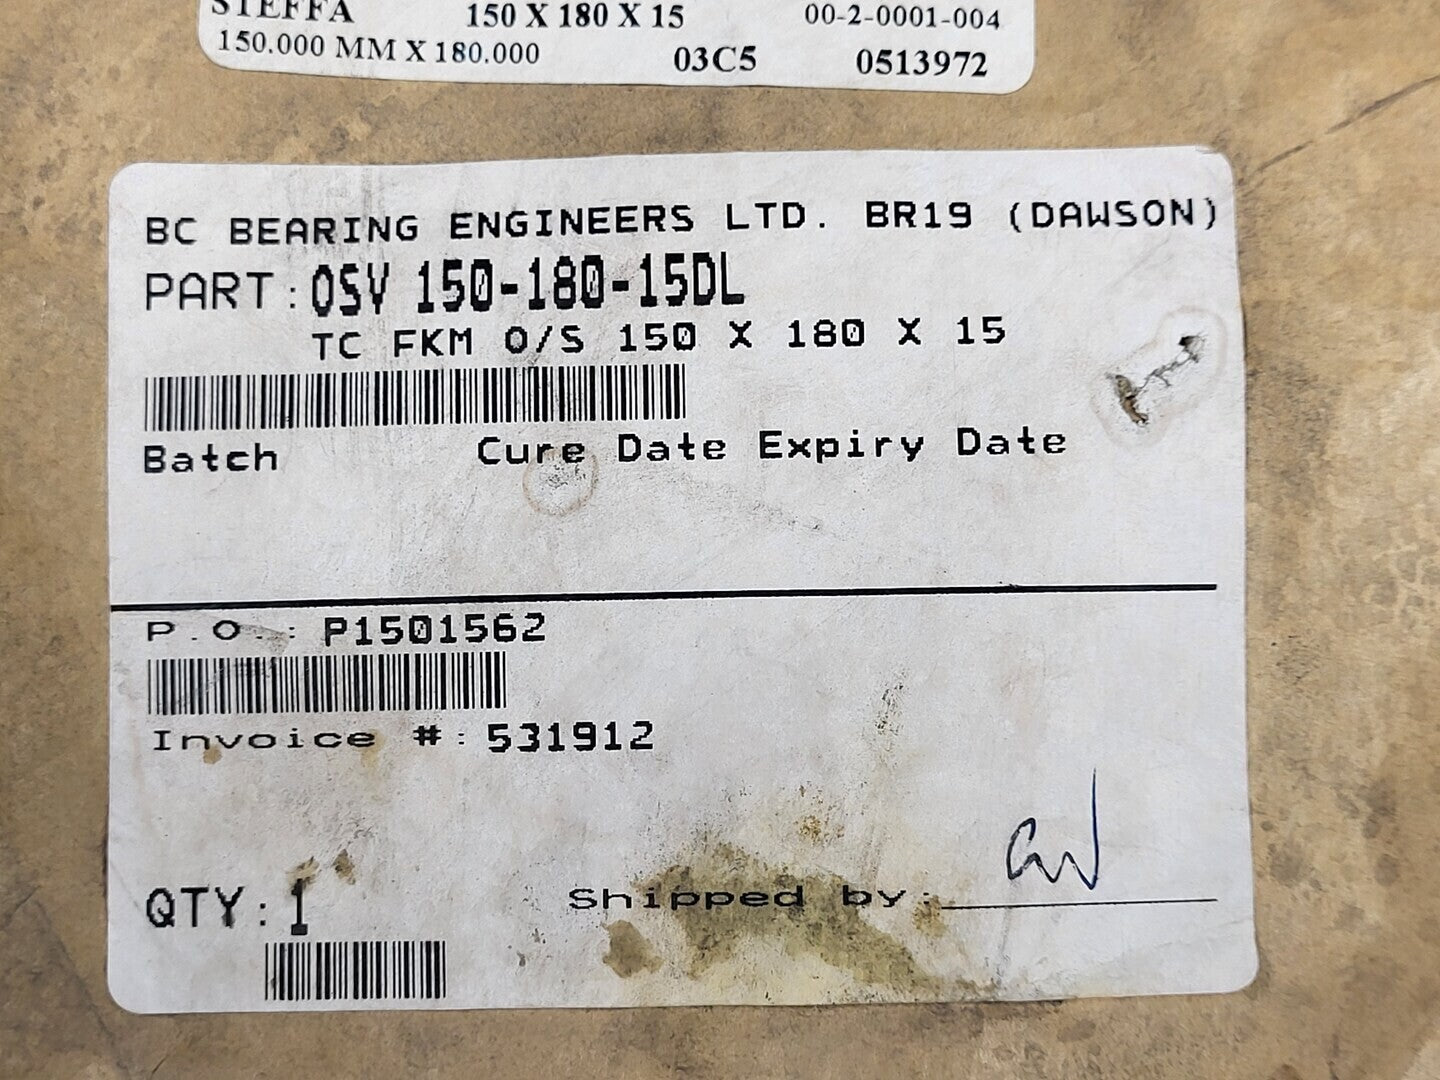 STEFFA 150 X 180 X 15 00-2-0001-004
150.000 MM X 180.000 03C5 0513972
BC BEARING ENGINEERS LTD. BR19 (DAWSON)
PART: OSV 150-180-15DL
TC FKM O/S 150 X 180 X 15
Batch Cure Date Expiry Date
P.O.: P1501562
Invoice #: 531912
QTY: 1 Shipped by: